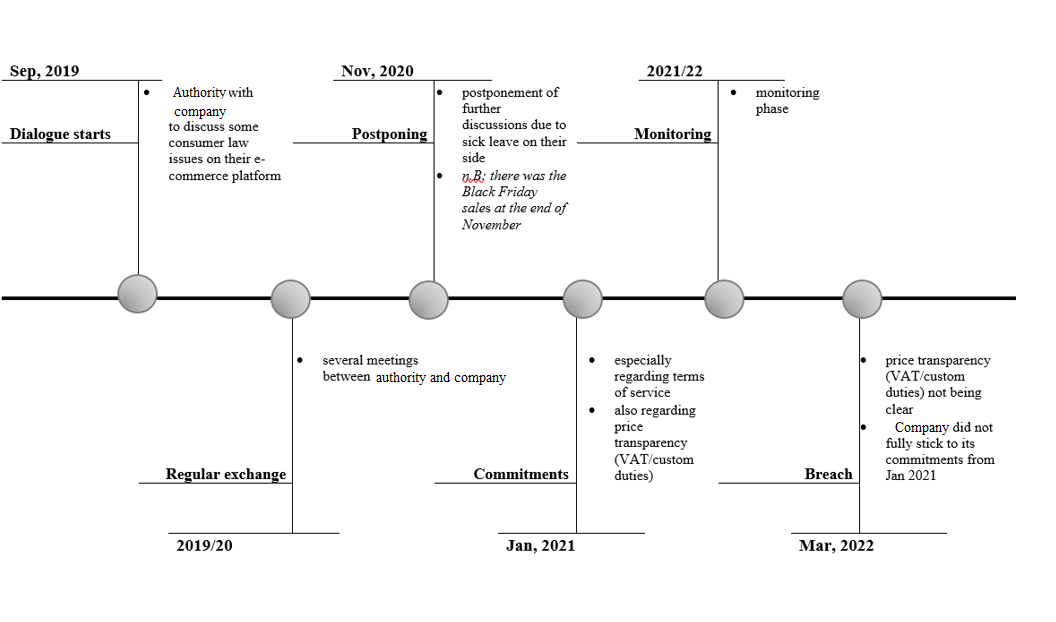 Sep, 2019
Dialogue starts
• Authority with
company
to discuss some
consumer law
issues on their e-
commerce platform
2019/20
Regular exchange
• several meetings
between authority and company
Nov, 2020
Postponing
• postponement of
further
discussions due to
sick leave on their
side
• n.B; there was the
Black Friday
sales at the end of
November
Jan, 2021
Commitments
• especially
regarding terms
of service
• also regarding
price
transparency
(VAT/custom
duties)
2021/22
Monitoring
• monitoring
phase
Mar, 2022
Breach
• price transparency
(VAT/custom
duties) not being
clear
• Company did not
fully stick to its
commitments from
Jan 2021